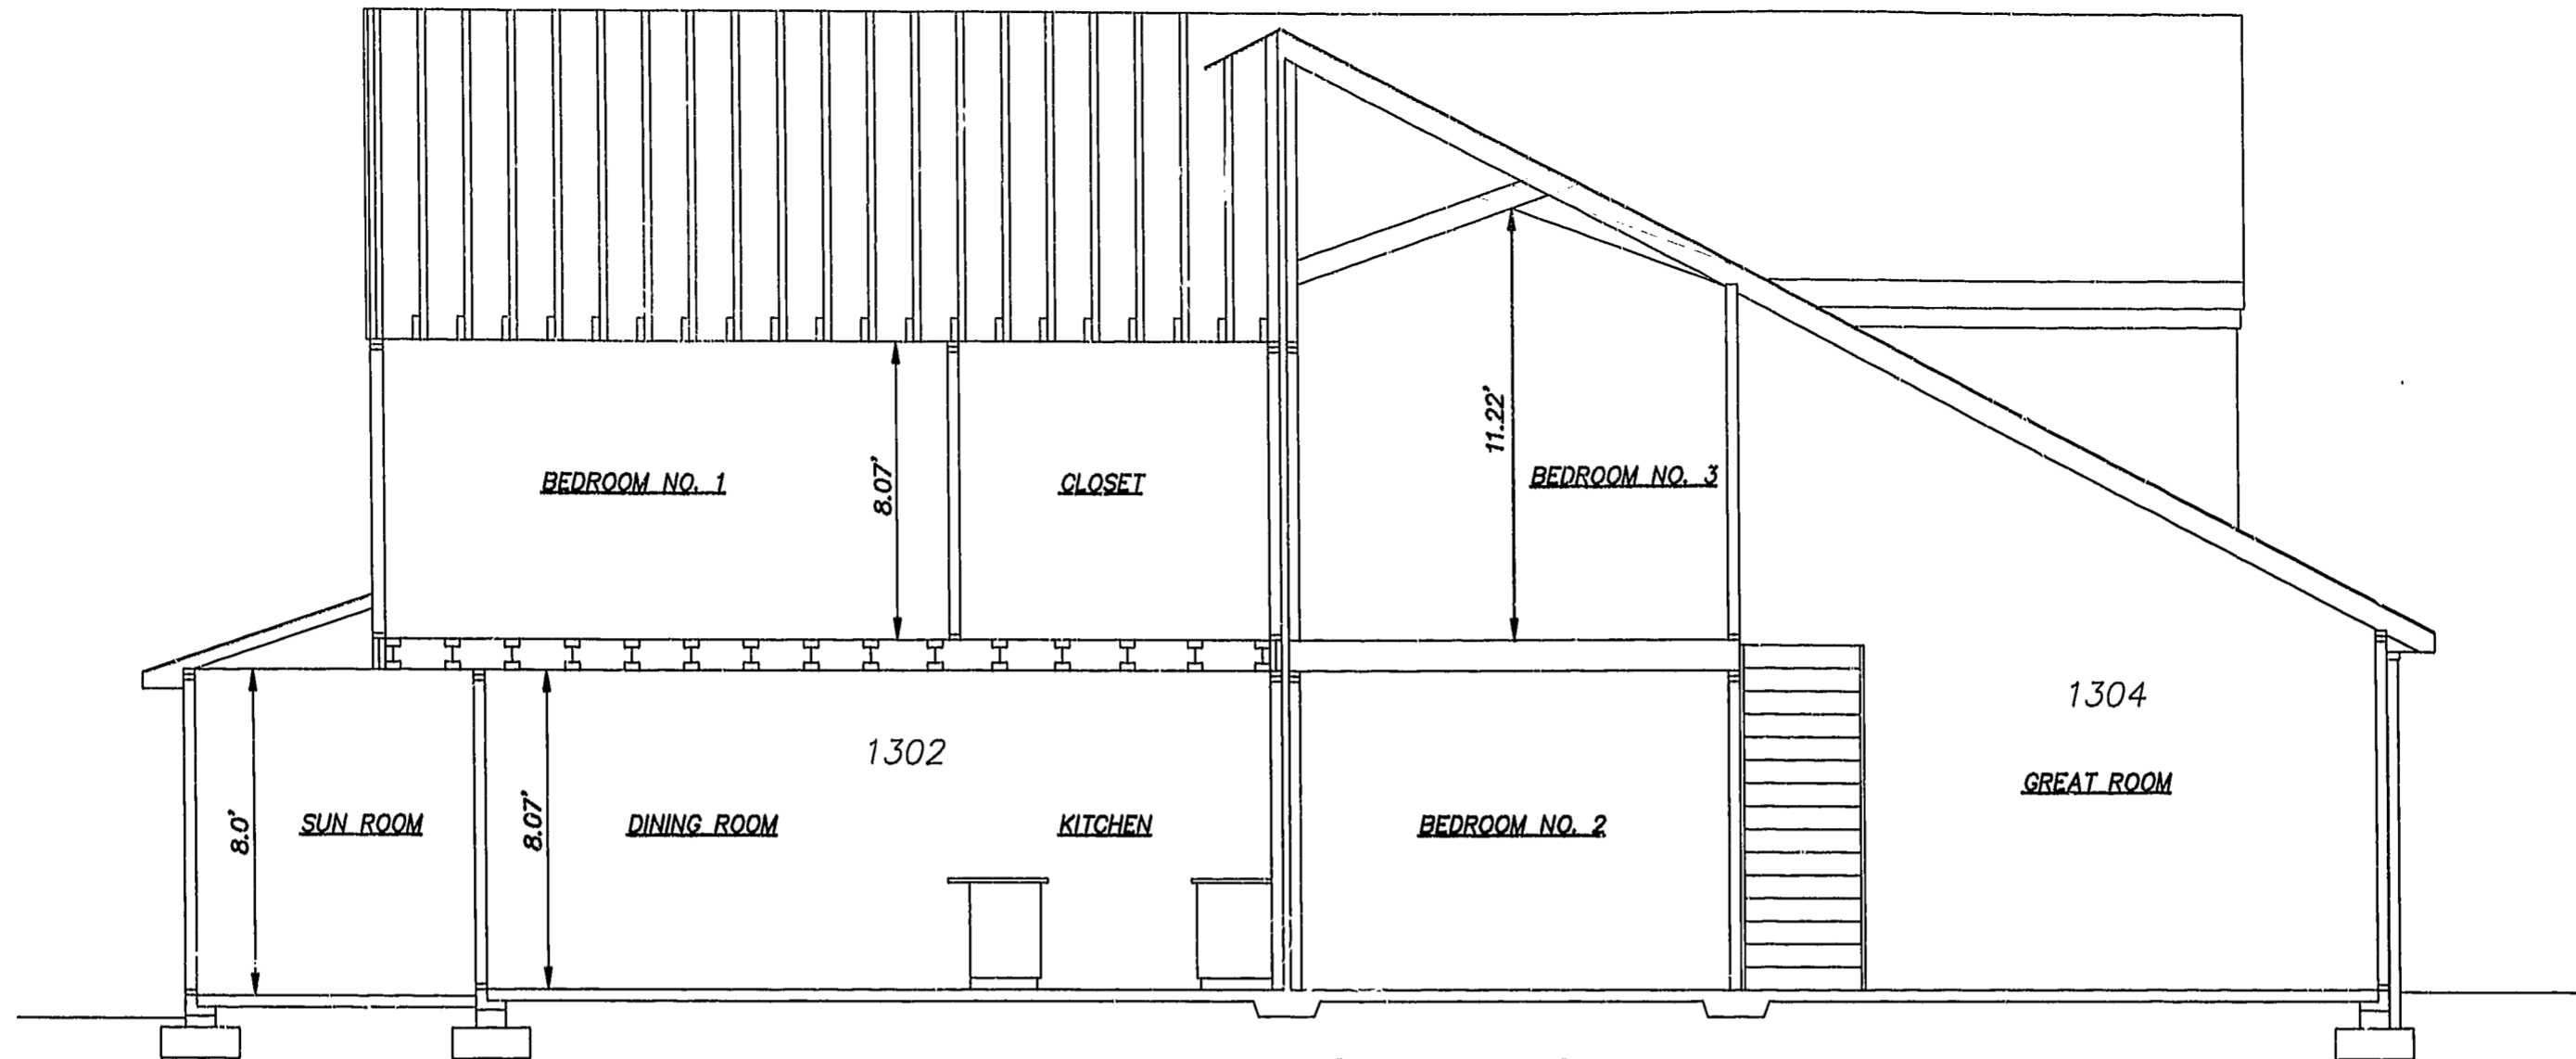 11.22'
BEDROOM NO. 1
8.07'
CLOSET
BEDROOM NO. 3
1304
1302
GREAT ROOM
8.0'
SUN ROOM
8.07'
DINING ROOM
KITCHEN
BEDROOM NO. 2